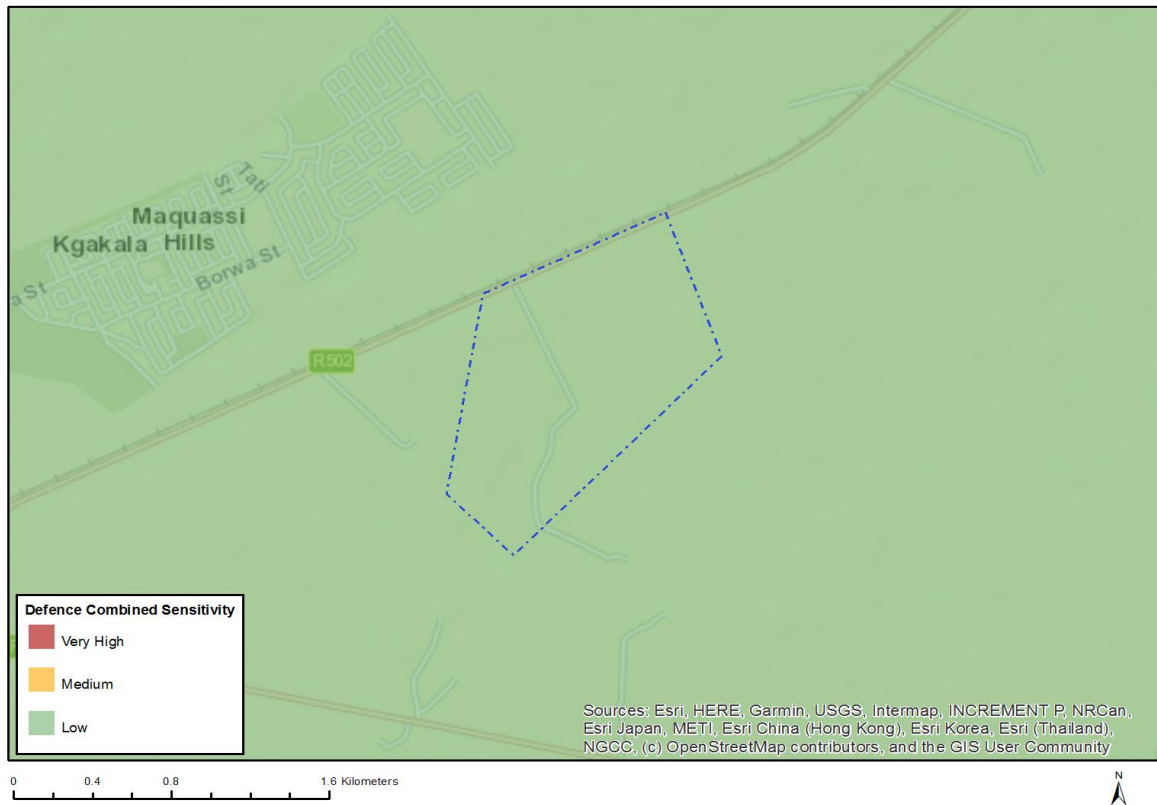 Tati
St
Maquassi
Kgakala Hills
Borwa St
a St
R502
Defence Combined Sensitivity
Very High
Medium
Low
Sources: Esri, HERE, Garmin, USGS, Intermap, INCREMENT P, NRCan,
Esri Japan, METI, Esri China (Hong Kong), Esri Korea, Esri (Thailand),
NGCC, (c) OpenStreetMap contributors, and the GIS User Community
0 0.4 0.8 1.6 Kilometers
N